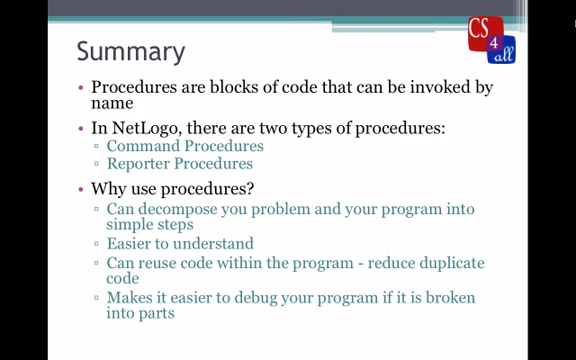 CS
4
all
Summary
• Procedures are blocks of code that can be invoked by
name
• In NetLogo, there are two types of procedures:
▫ Command Procedures
▫ Reporter Procedures
• Why use procedures?
▫ Can decompose you problem and your program into
simple steps
▫ Easier to understand
▫ Can reuse code within the program - reduce duplicate
code
▫ Makes it easier to debug your program if it is broken
into parts